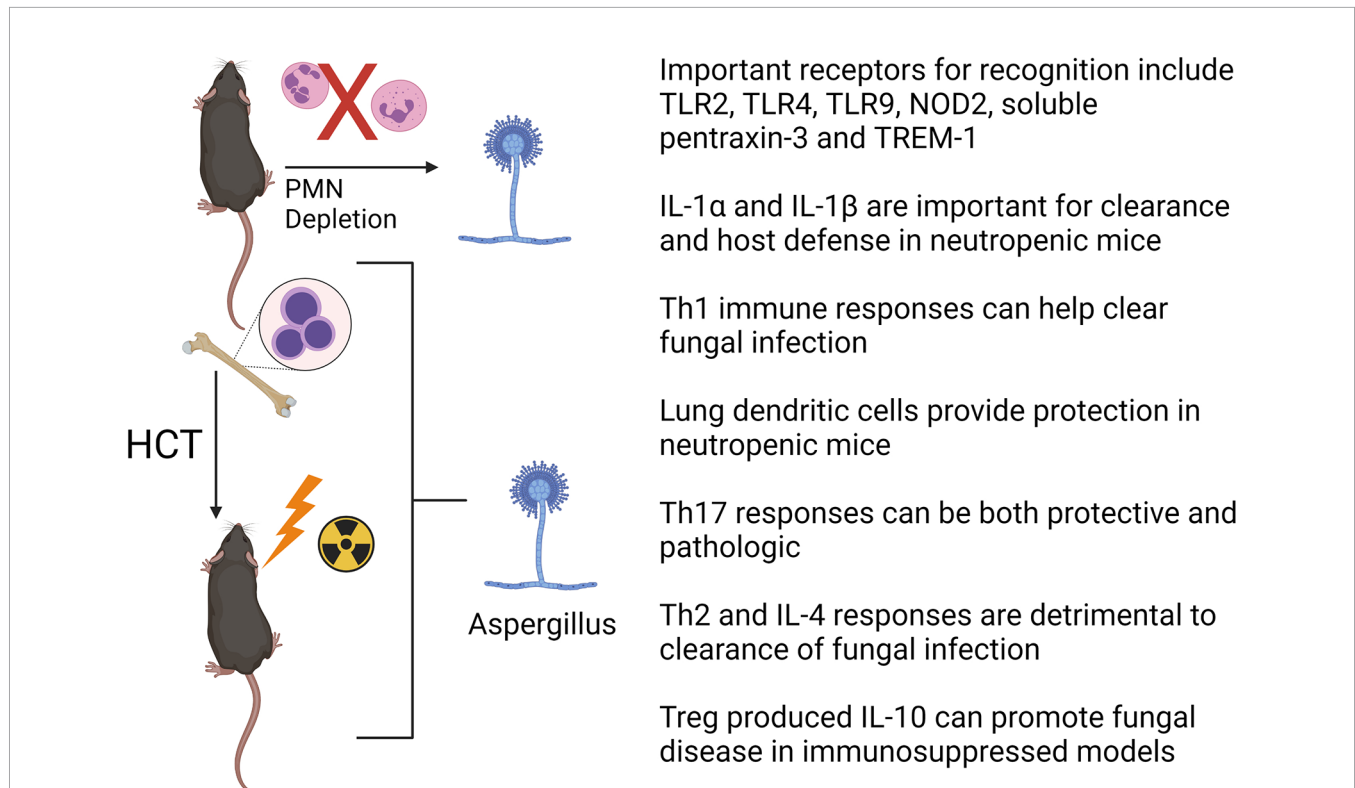 PMN
Depletion
HCT
Aspergillus
Important receptors for recognition include
TLR2, TLR4, TLR9, NOD2, soluble
pentraxin-3 and TREM-1
IL-1α and IL-1β are important for clearance
and host defense in neutropenic mice
Th1 immune responses can help clear
fungal infection
Lung dendritic cells provide protection in
neutropenic mice
Th17 responses can be both protective and
pathologic
Th2 and IL-4 responses are detrimental to
clearance of fungal infection
Treg produced IL-10 can promote fungal
disease in immunosuppressed models